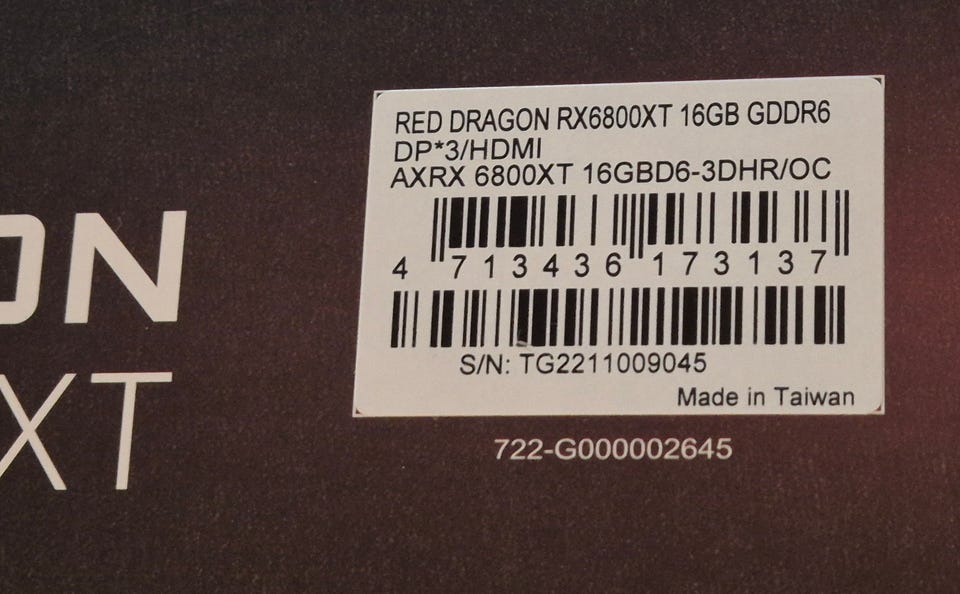 RED DRAGON RX6800XT 16GB GDDR6
DP*3/HDMI
AXRX 6800XT 16GBD6-3DHR/OC
4 713436 173137
S/N: TG2211009045
Made in Taiwan
722-G000002645
ON
XT